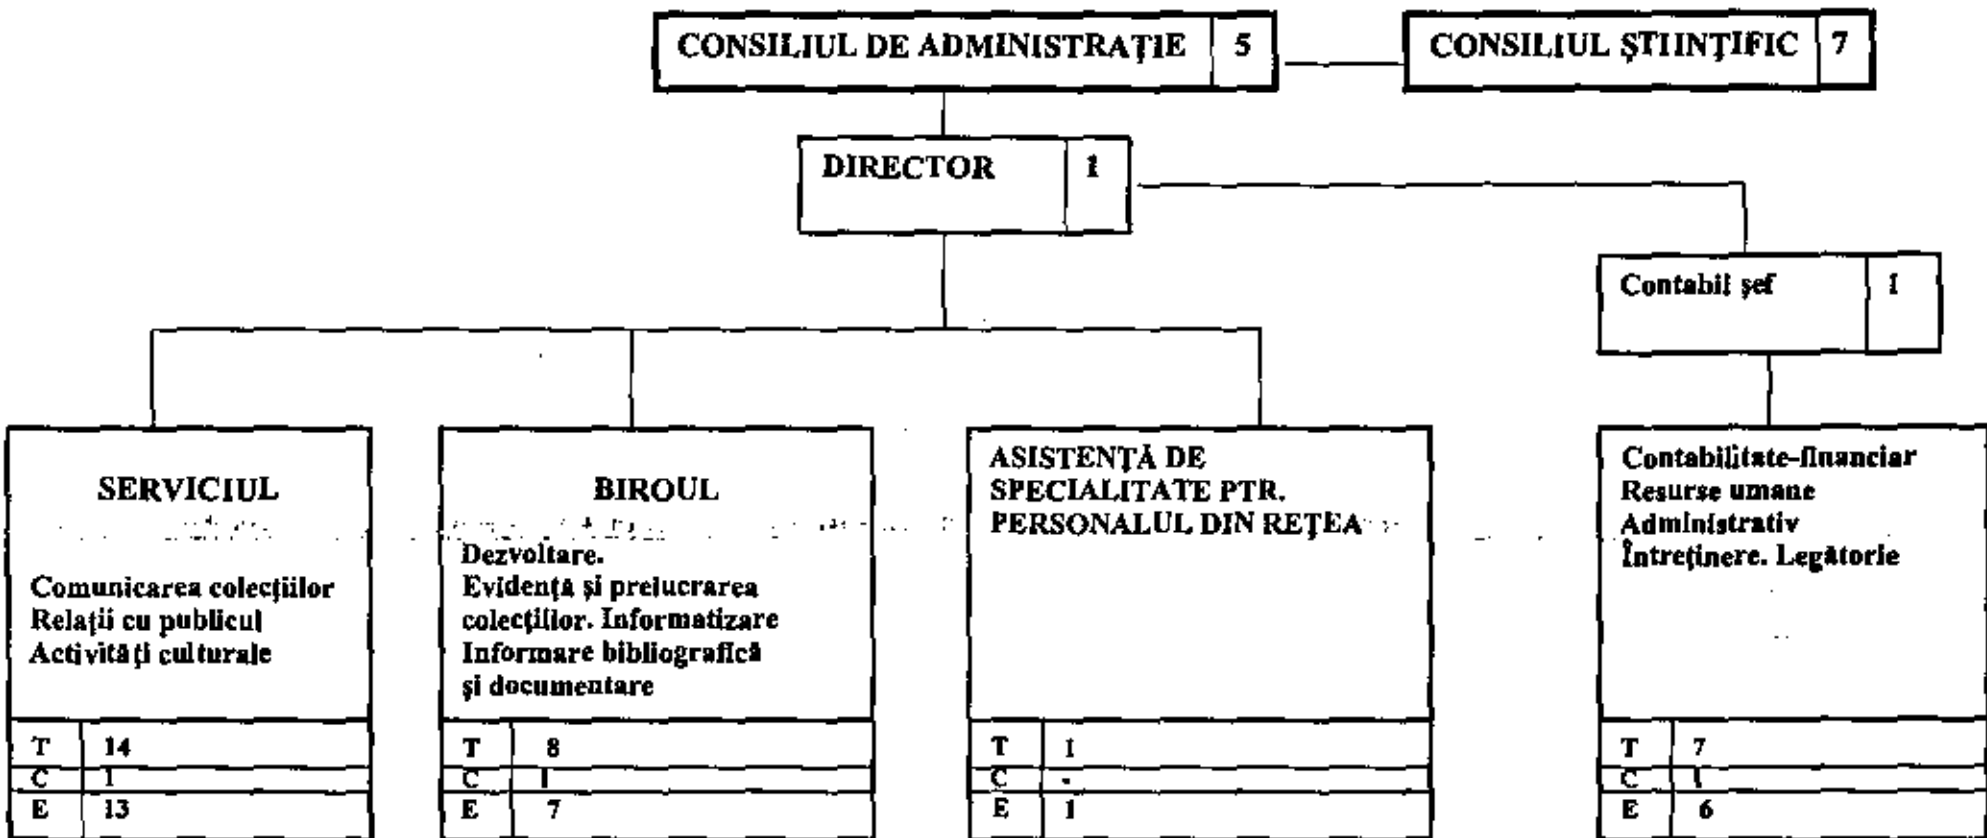 CONSILIUL DE ADMINISTRAȚIE 5
CONSILIUL ȘTIINȚIFIC 7
DIRECTOR 1
Contabil șef 1
SERVICIUL
Comunicarea colecțiilor
Relații cu publicul
Activități culturale
T 14
C 1
E 13
BIROUL
Dezvoltare.
Evidență și prelucrarea
colecțiilor. Informatizare
Informare bibliografică
și documentare
T 8
C 1
E 7
ASISTENȚĂ DE
SPECIALITATE PTR.
PERSONALUL DIN REȚEA
T 1
C -
E 1
Contabilitate-financiar
Resurse umane
Administrativ
Întreținere. Legătorie
T 7
C 1
E 6